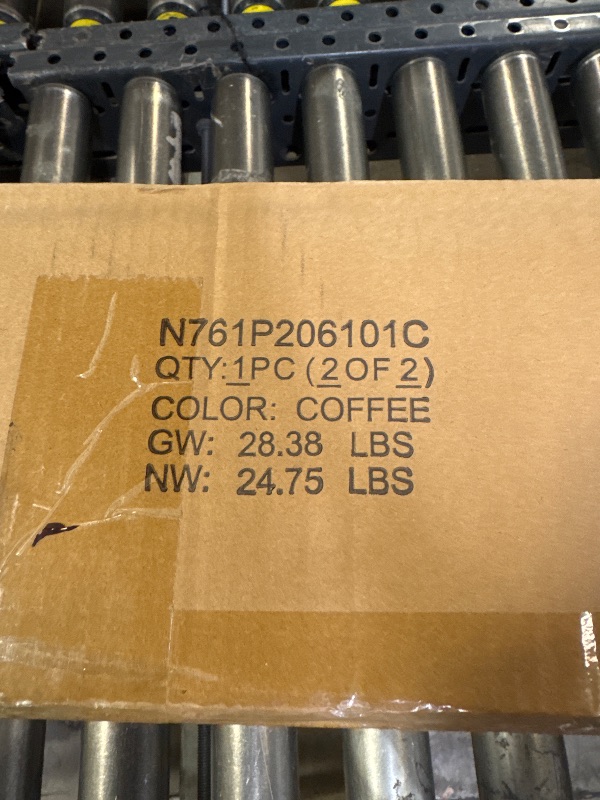 N761P206101C
QTY:1PC (2 OF 2)
COLOR: COFFEE
GW: 28.38 LBS
NW: 24.75 LBS